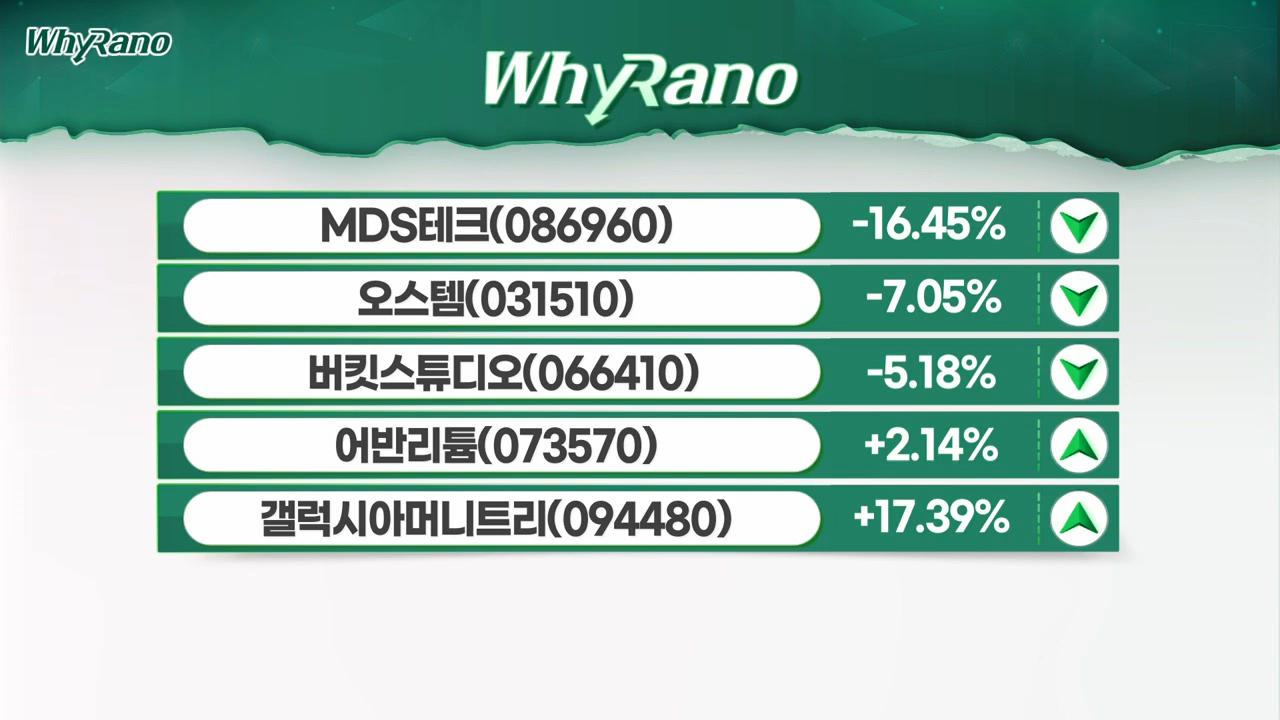 WhyRano
WhyRano
MDS테크(086960) -16.45%
오스템(031510) -7.05%
버킷스튜디오(066410) -5.18%
어반리튬(073570) +2.14%
갤럭시아머니트리(094480) +17.39%